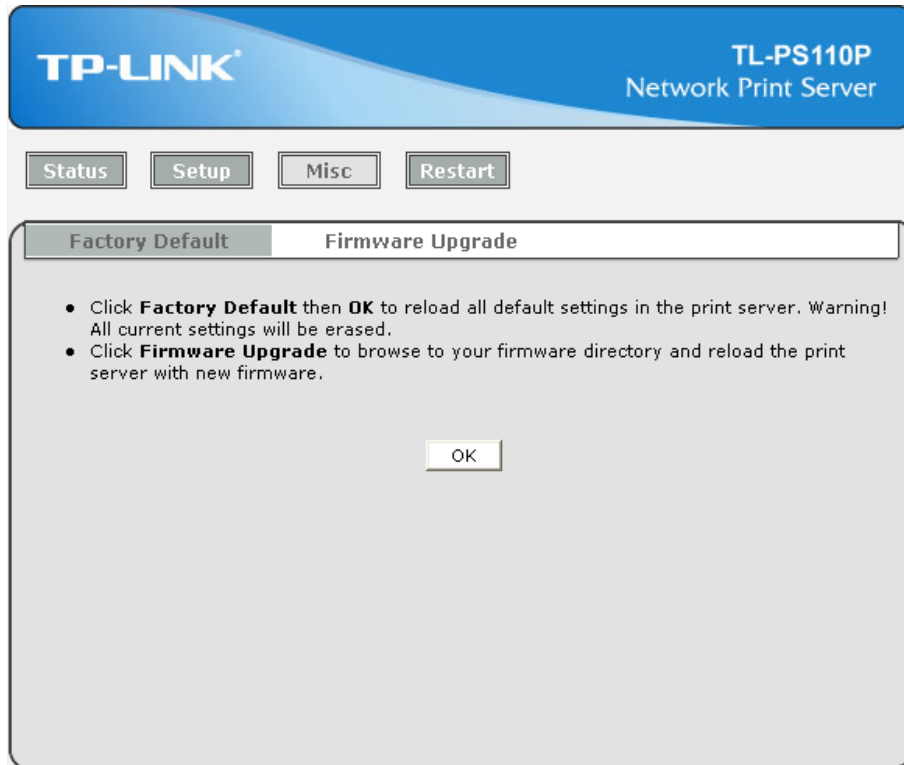 TP-LINK®
TL-PS110P
Network Print Server
Status Setup Misc Restart
Factory Default Firmware Upgrade
● Click Factory Default then OK to reload all default settings in the print server. Warning!
All current settings will be erased.
● Click Firmware Upgrade to browse to your firmware directory and reload the print
server with new firmware.
OK